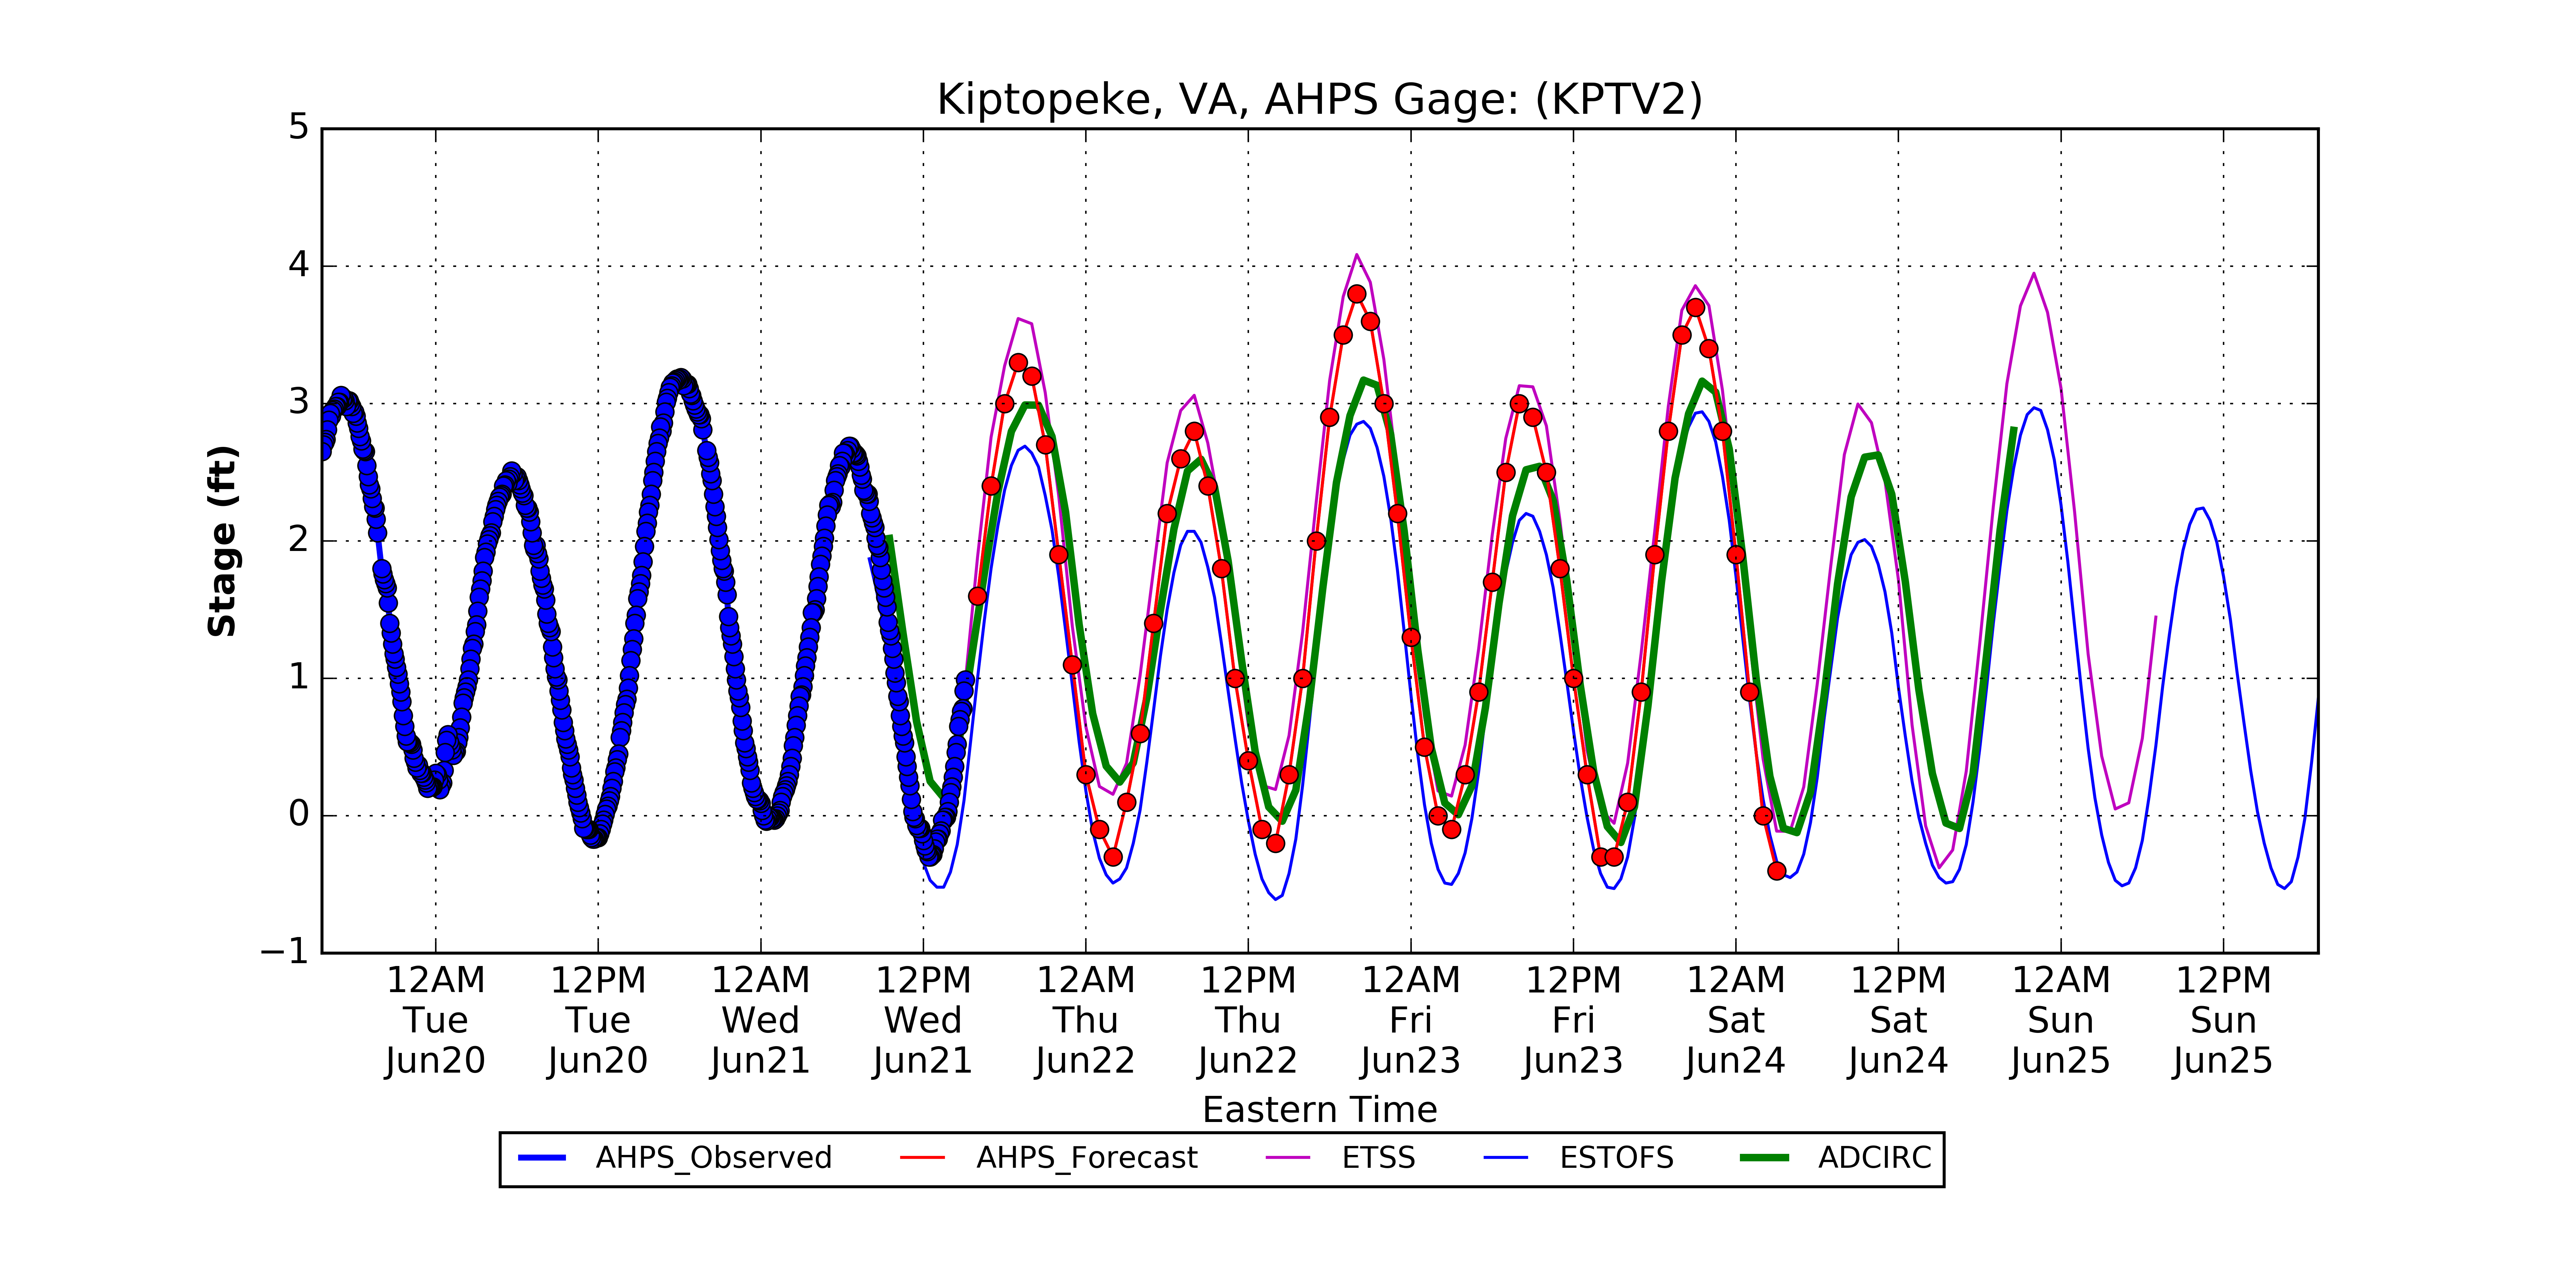 Kiptopeke, VA, AHPS Gage: (KPTV2)
5
4
3
2
1
0
−1
Stage (ft)
12AM 12PM 12AM 12PM 12AM 12PM 12AM 12PM 12AM 12PM 12AM 12PM
Tue Tue Wed Wed Thu Thu Fri Fri Sat Sat Sun Sun
Jun20 Jun20 Jun21 Jun21 Jun22 Jun22 Jun23 Jun23 Jun24 Jun24 Jun25 Jun25
Eastern Time
AHPS_Observed AHPS_Forecast ETSS ESTOFS ADCIRC